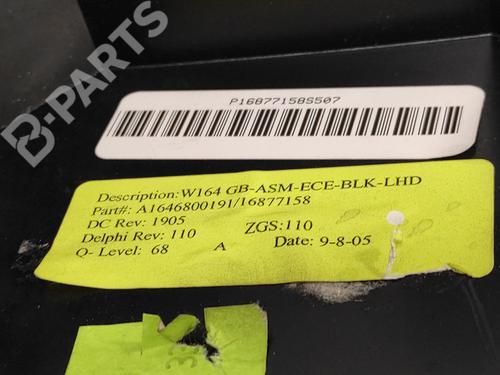 B-PARTS
P16877158S507
Description:W164 GB-ASM-ECE-BLK-LHD
Part#: A1646800191/16877158
DC Rev: 1905 ZGS:110
Delphi Rev: 110 Date: 9-8-05
Q- Level: 68 A